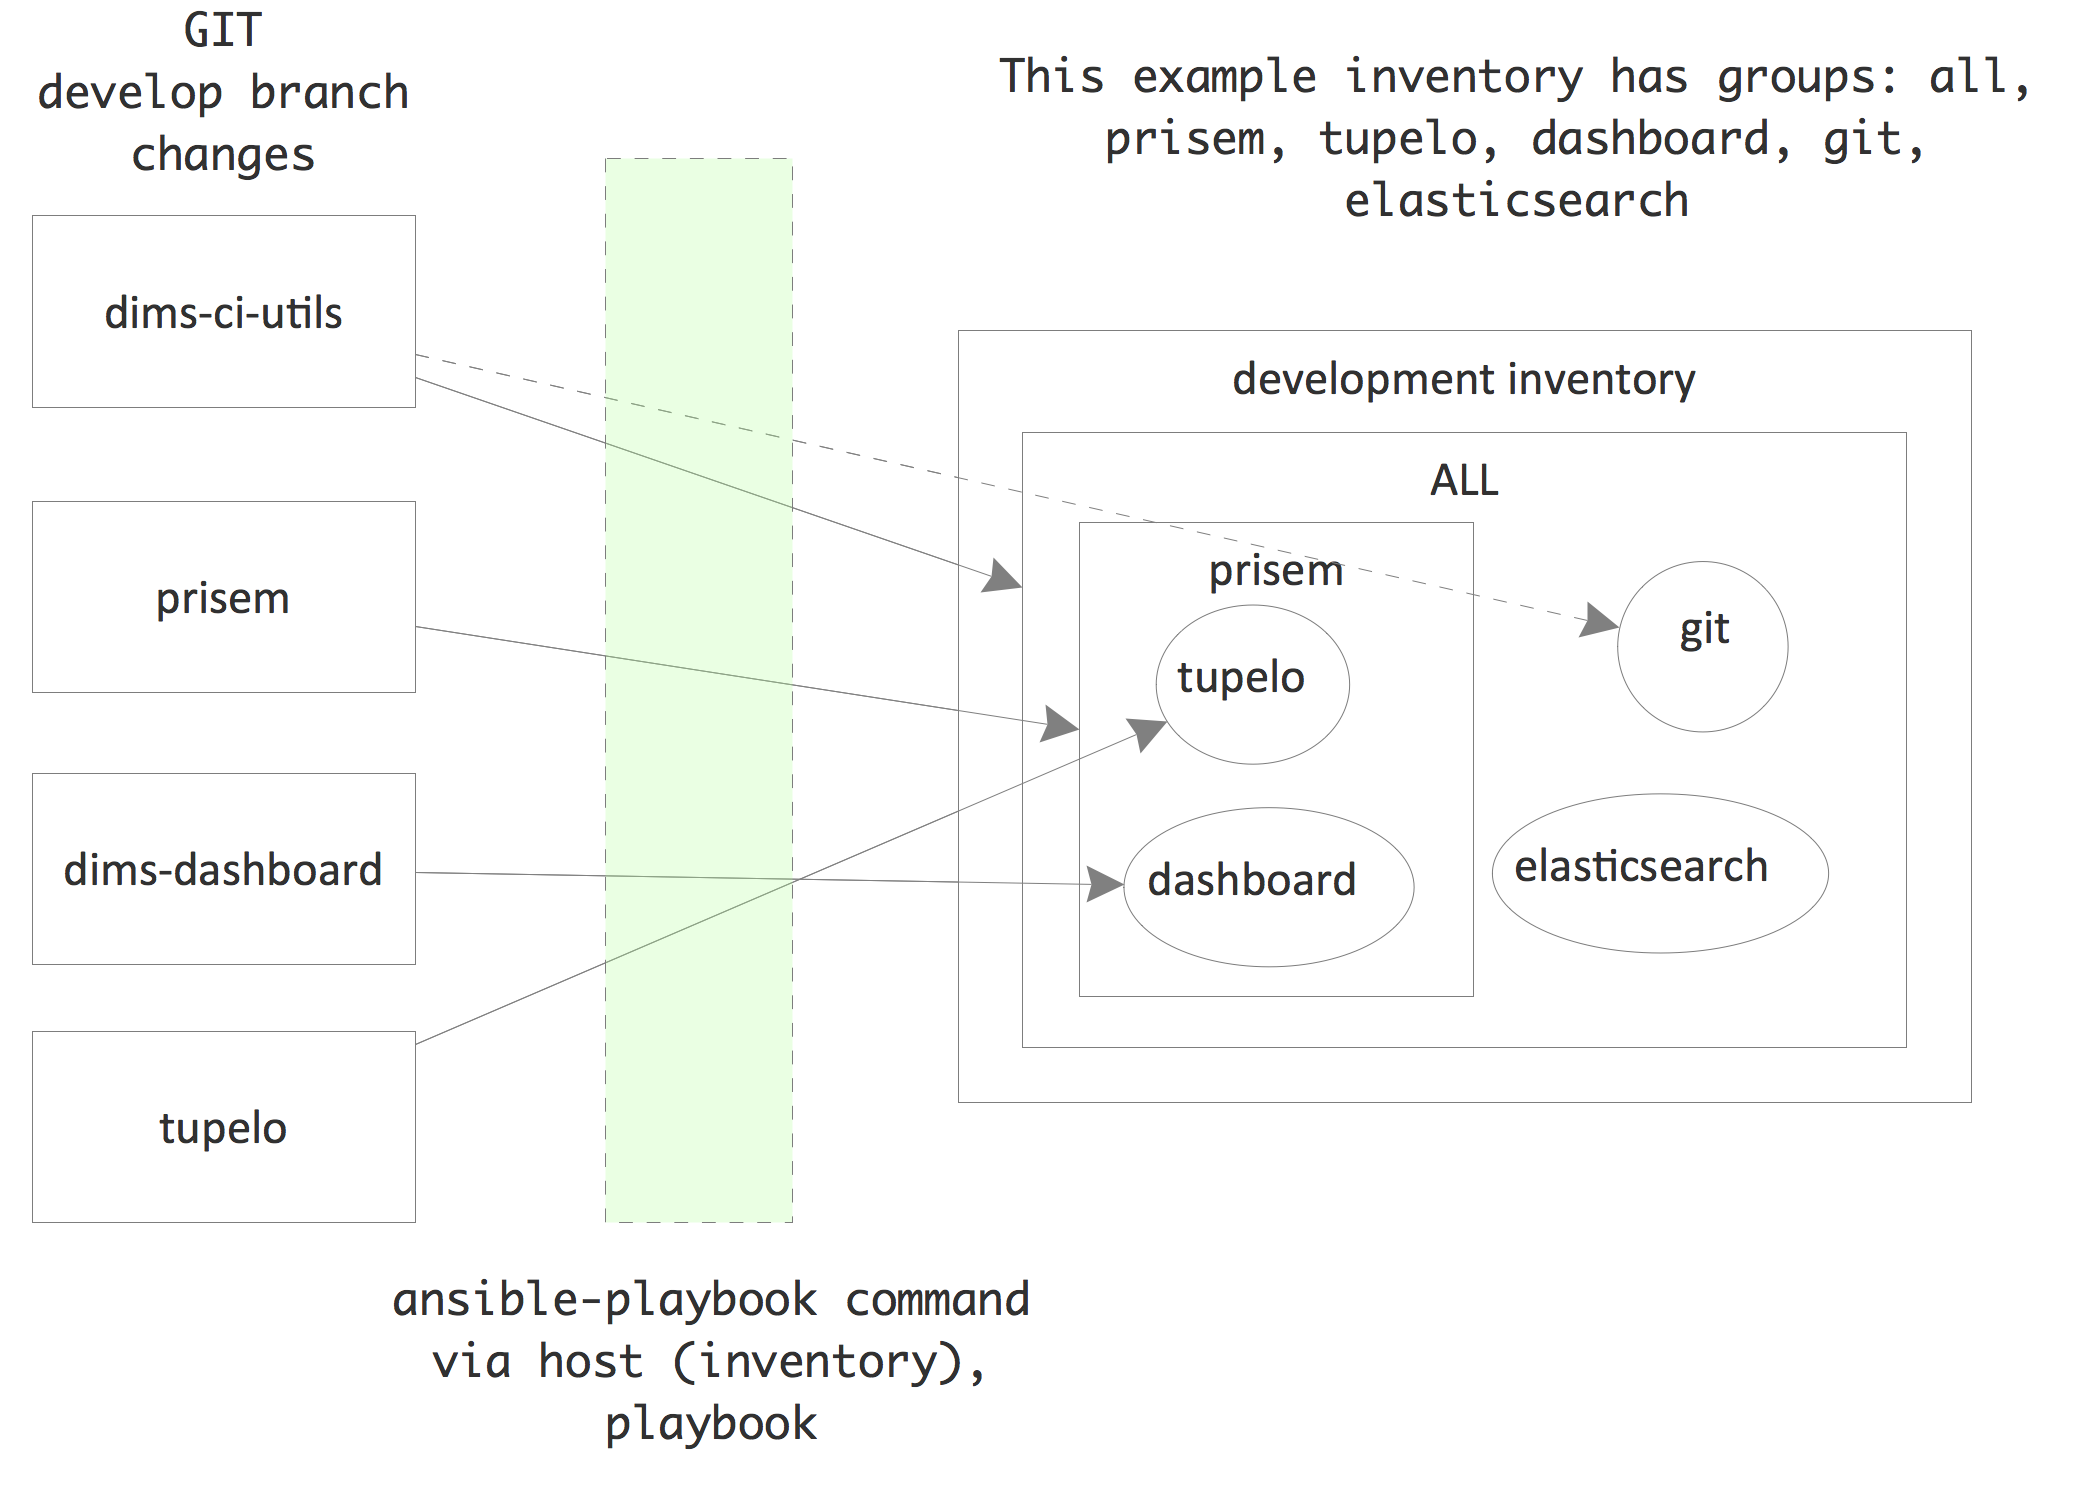 GIT
develop branch
changes
This example inventory has groups: all,
prisem, tupelo, dashboard, git,
elasticsearch
dims-ci-utils
prisem
dims-dashboard
tupelo
development inventory
ALL
prisem
tupelo
git
dashboard
elasticsearch
ansible-playbook command
via host (inventory),
playbook